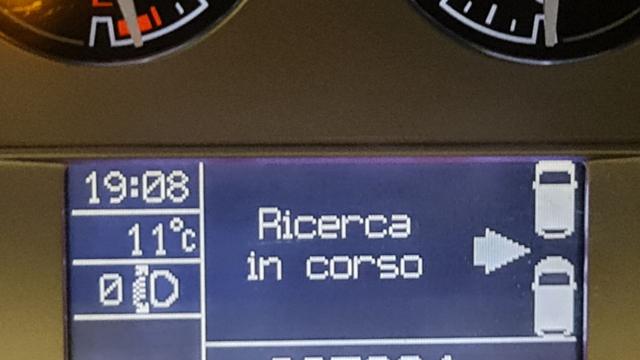 19:08
11°C
0
Ricerca
in corso